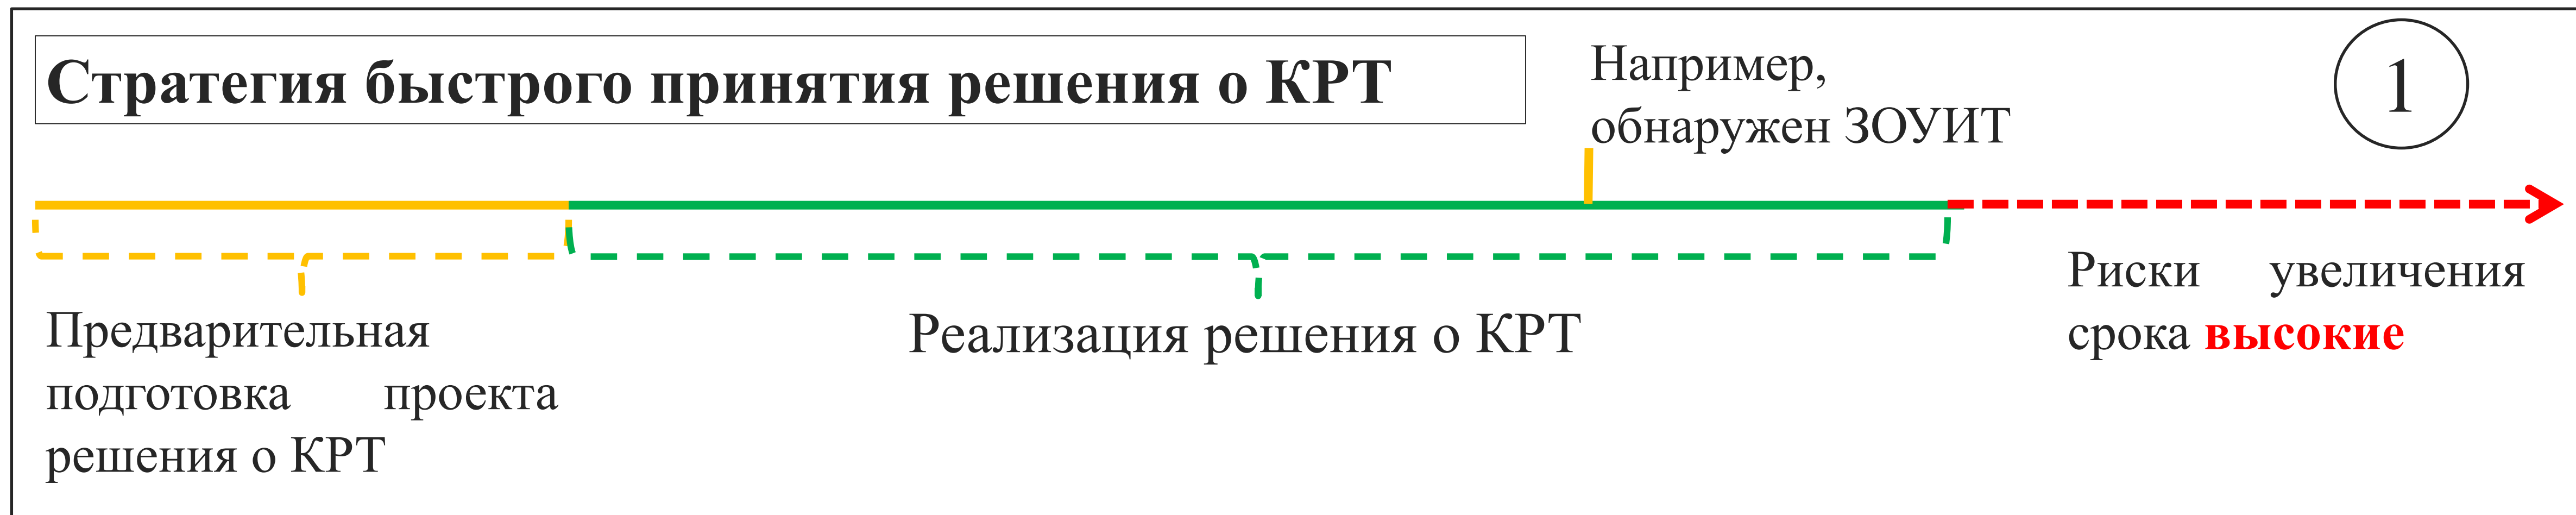 Стратегия быстрого принятия решения о КРТ
Например,
обнаружен ЗОУИТ
1
Предварительная
подготовка проекта
решения о КРТ
Реализация решения о КРТ
Риски увеличения
срока высокие